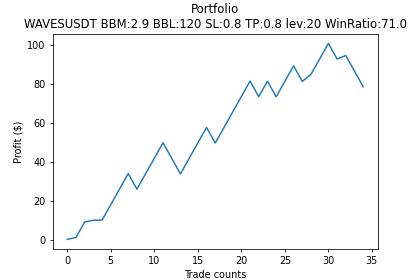 Portfolio
WAVESUSDT BBM:2.9 BBL:120 SL:0.8 TP:0.8 lev:20 WinRatio:71.0
100
80
60
40
20
0
Profit ($)
0 5 10 15 20 25 30 35
Trade counts